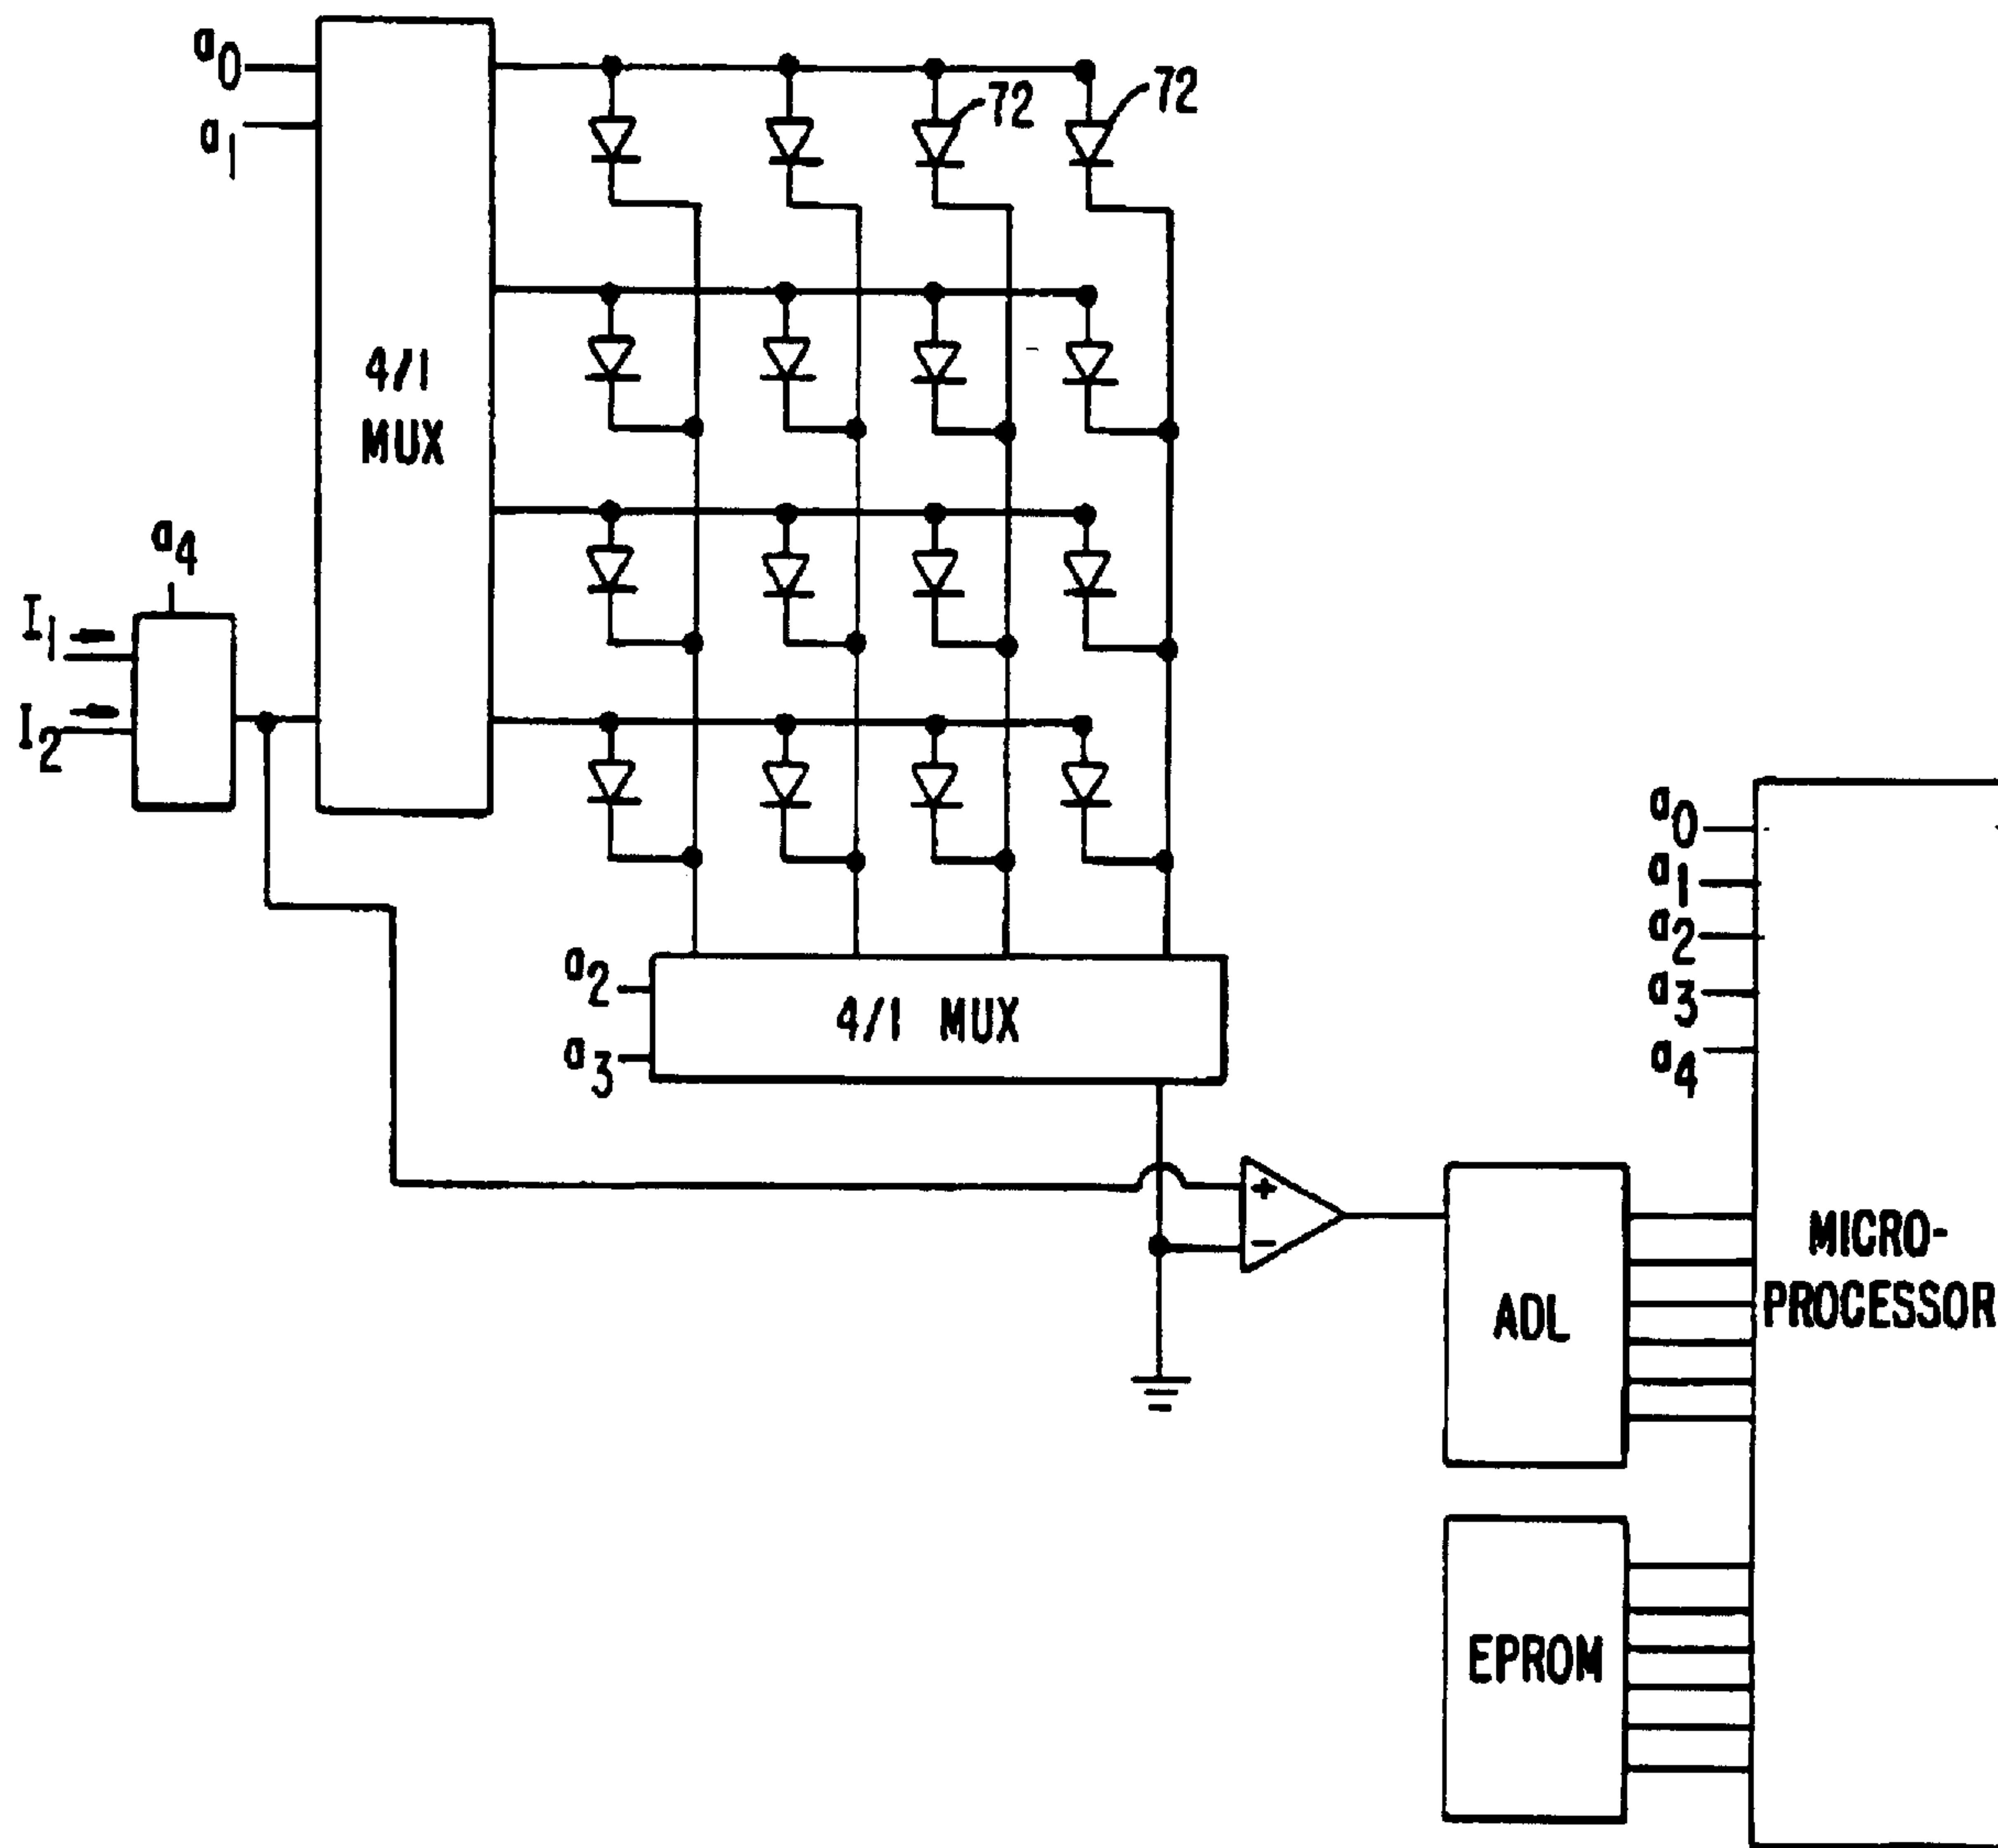 a0
a1
72
72
4/1
MUX
a4
I1
I2
a2
a3
4/1 MUX
+
−
a0
a1
a2
a3
a4
ADL
MICRO-
PROCESSOR
EPROM